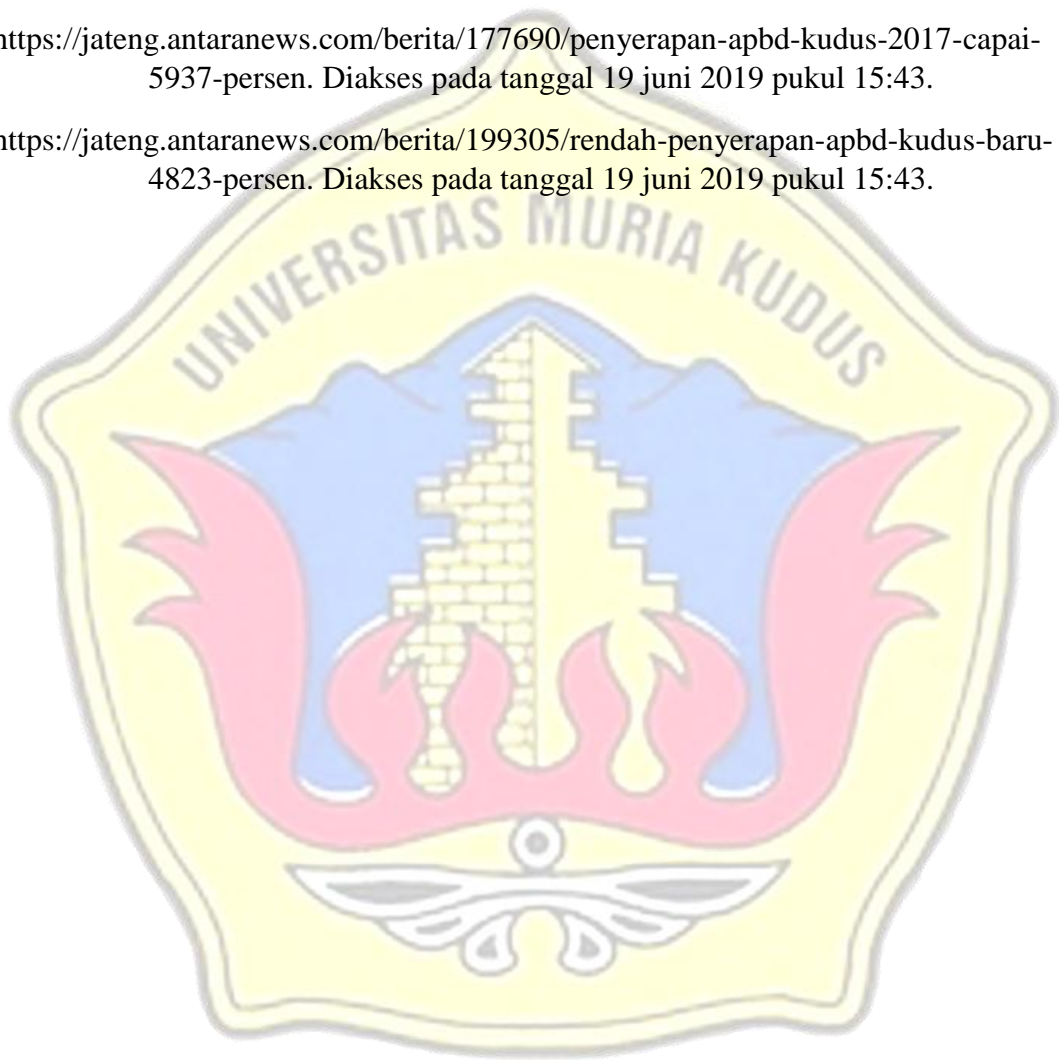 https://jateng.antaranews.com/berita/177690/penyerapan-apbd-kudus-2017-capai-
5937-persen. Diakses pada tanggal 19 juni 2019 pukul 15:43.
https://jateng.antaranews.com/berita/199305/rendah-penyerapan-apbd-kudus-baru-
4823-persen. Diakses pada tanggal 19 juni 2019 pukul 15:43.
UNIVERSITAS MURIA KUDUS